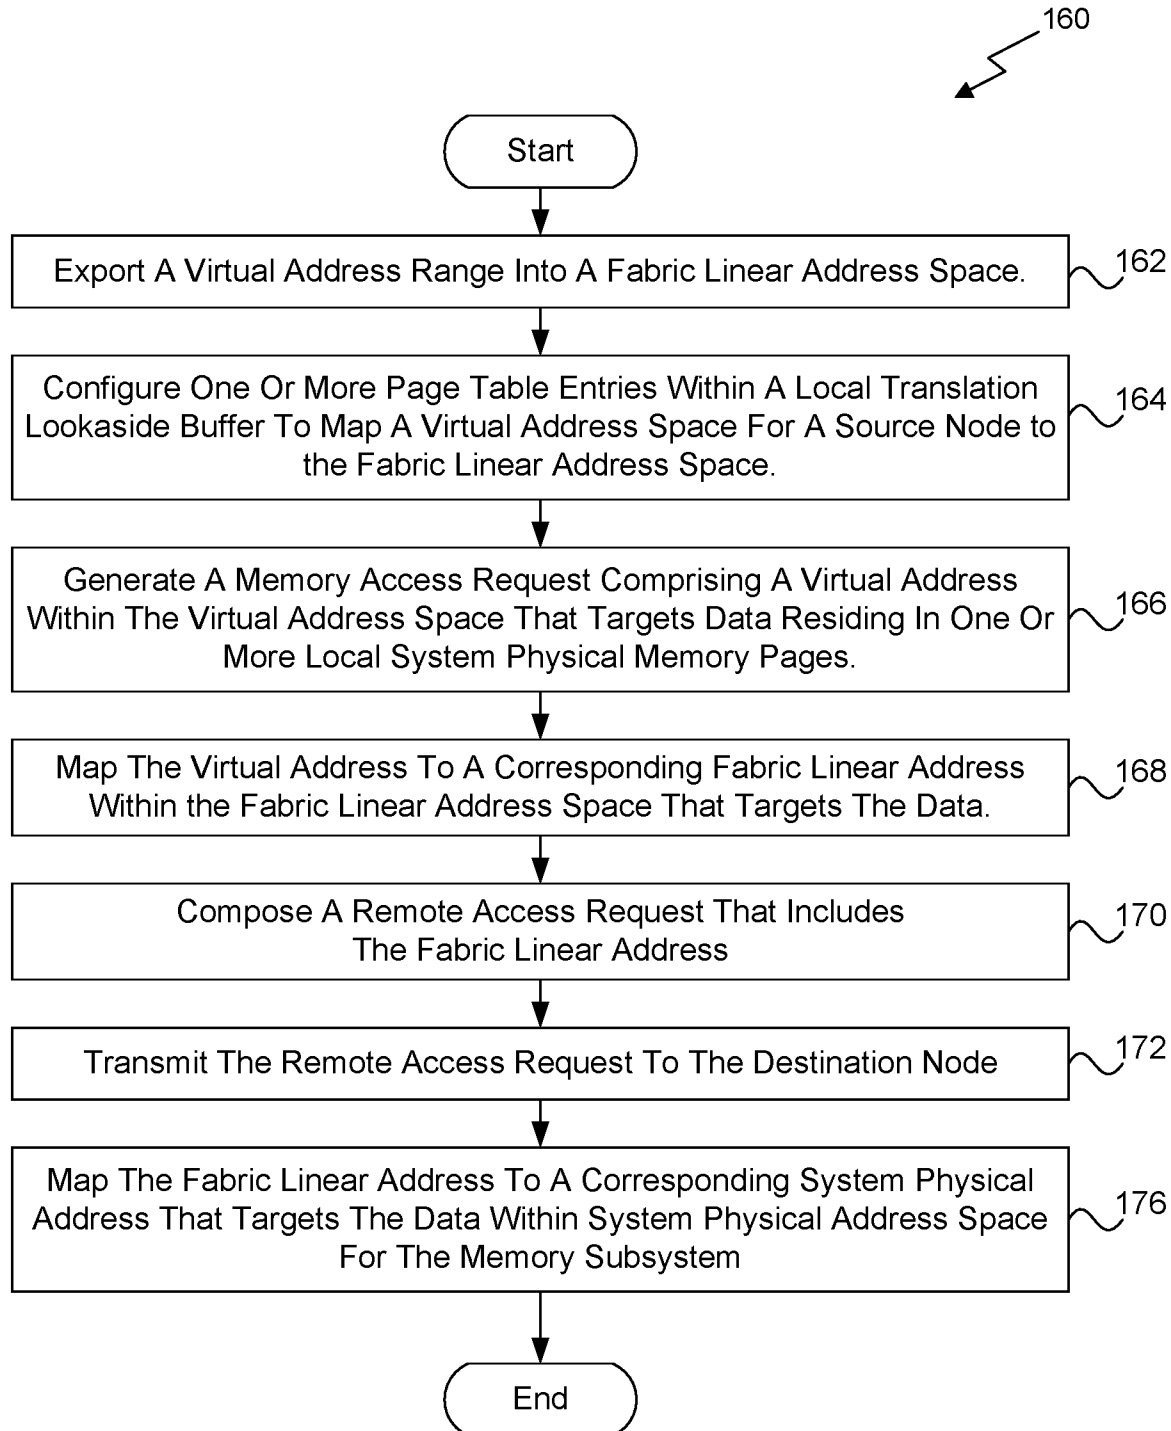 160
Start
Export A Virtual Address Range Into A Fabric Linear Address Space.
162
Configure One Or More Page Table Entries Within A Local Translation
Lookaside Buffer To Map A Virtual Address Space For A Source Node to
the Fabric Linear Address Space.
164
Generate A Memory Access Request Comprising A Virtual Address
Within The Virtual Address Space That Targets Data Residing In One Or
More Local System Physical Memory Pages.
166
Map The Virtual Address To A Corresponding Fabric Linear Address
Within the Fabric Linear Address Space That Targets The Data.
168
Compose A Remote Access Request That Includes
The Fabric Linear Address
170
Transmit The Remote Access Request To The Destination Node
172
Map The Fabric Linear Address To A Corresponding System Physical
Address That Targets The Data Within System Physical Address Space
For The Memory Subsystem
176
End